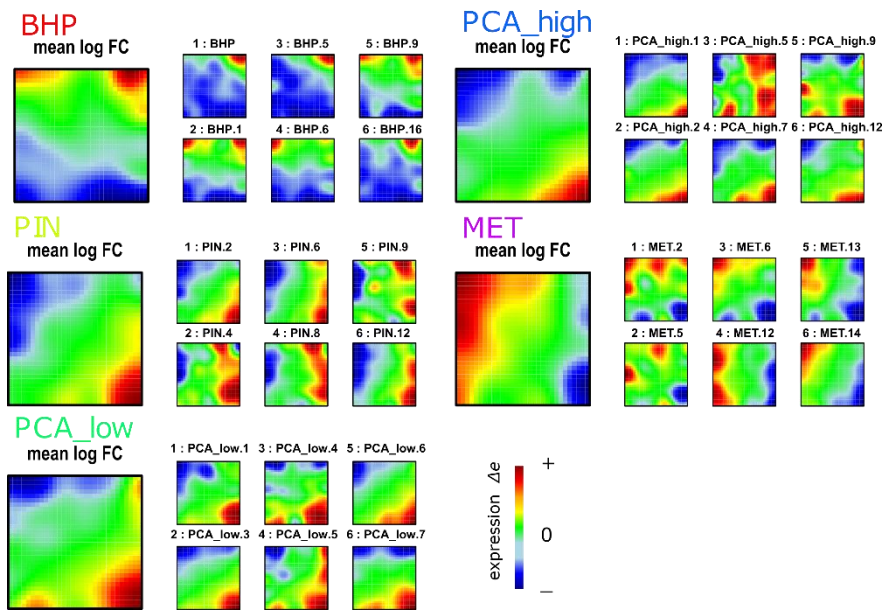 BHP
mean log FC
1 : BHP 3 : BHP.5 5 : BHP.9
2 : BHP.1 4 : BHP.6 6 : BHP.16
PCA_high
mean log FC
1 : PCA_high.1 3 : PCA_high.5 5 : PCA_high.9
2 : PCA_high.2 4 : PCA_high.7 6 : PCA_high.12
PIN
mean log FC
1 : PIN.2 3 : PIN.6 5 : PIN.9
2 : PIN.4 4 : PIN.8 6 : PIN.12
MET
mean log FC
1 : MET.2 3 : MET.6 5 : MET.13
2 : MET.5 4 : MET.12 6 : MET.14
PCA_low
mean log FC
1 : PCA_low.1 3 : PCA_low.4 5 : PCA_low.6
2 : PCA_low.3 4 : PCA_low.5 6 : PCA_low.7
expression Δe
+
0
−